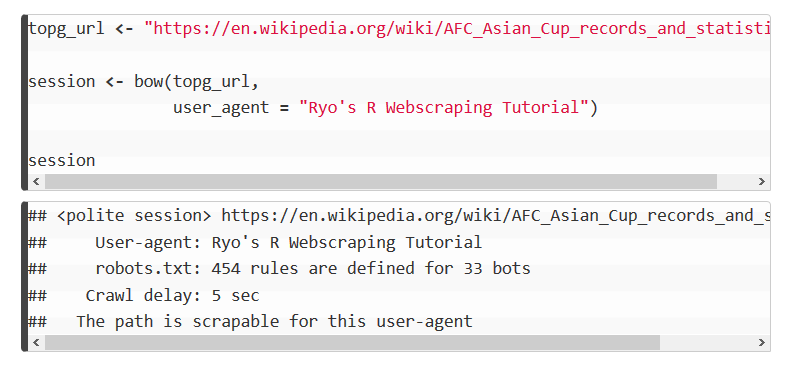 topg_url <- "https://en.wikipedia.org/wiki/AFC_Asian_Cup_records_and_statisti
session <- bow(topg_url,
               user_agent = "Ryo's R Webscraping Tutorial")
session
## <polite session> https://en.wikipedia.org/wiki/AFC_Asian_Cup_records_and_s
##     User-agent: Ryo's R Webscraping Tutorial
##     robots.txt: 454 rules are defined for 33 bots
##    Crawl delay: 5 sec
##   The path is scrapable for this user-agent